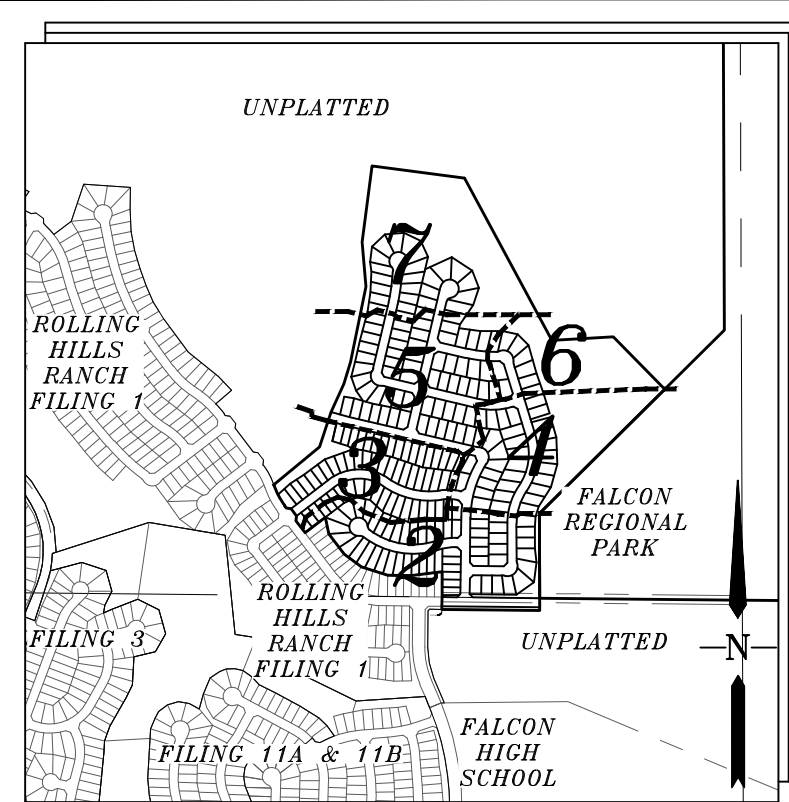 UNPLATTED
7
ROLLING
HILLS
RANCH
FILING 1
6
5
1
3
FALCON
REGIONAL
PARK
2
ROLLING
HILLS
RANCH
FILING 1
FILING 3
UNPLATTED
N
FILING 11A & 11B
FALCON
HIGH
SCHOOL